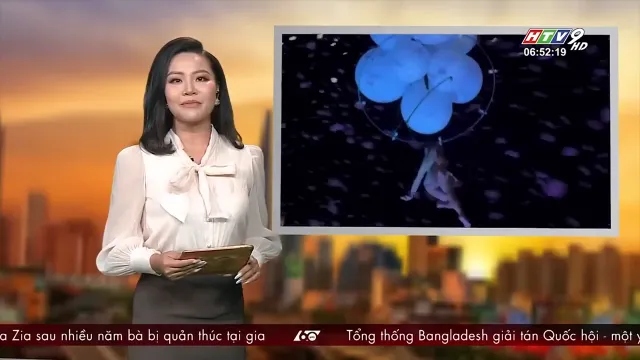 HTV9 HD
06:52:19
a Zia sau nhiều năm bà bị quản thúc tại gia
60
Tổng thống Bangladesh giải tán Quốc hội - một y